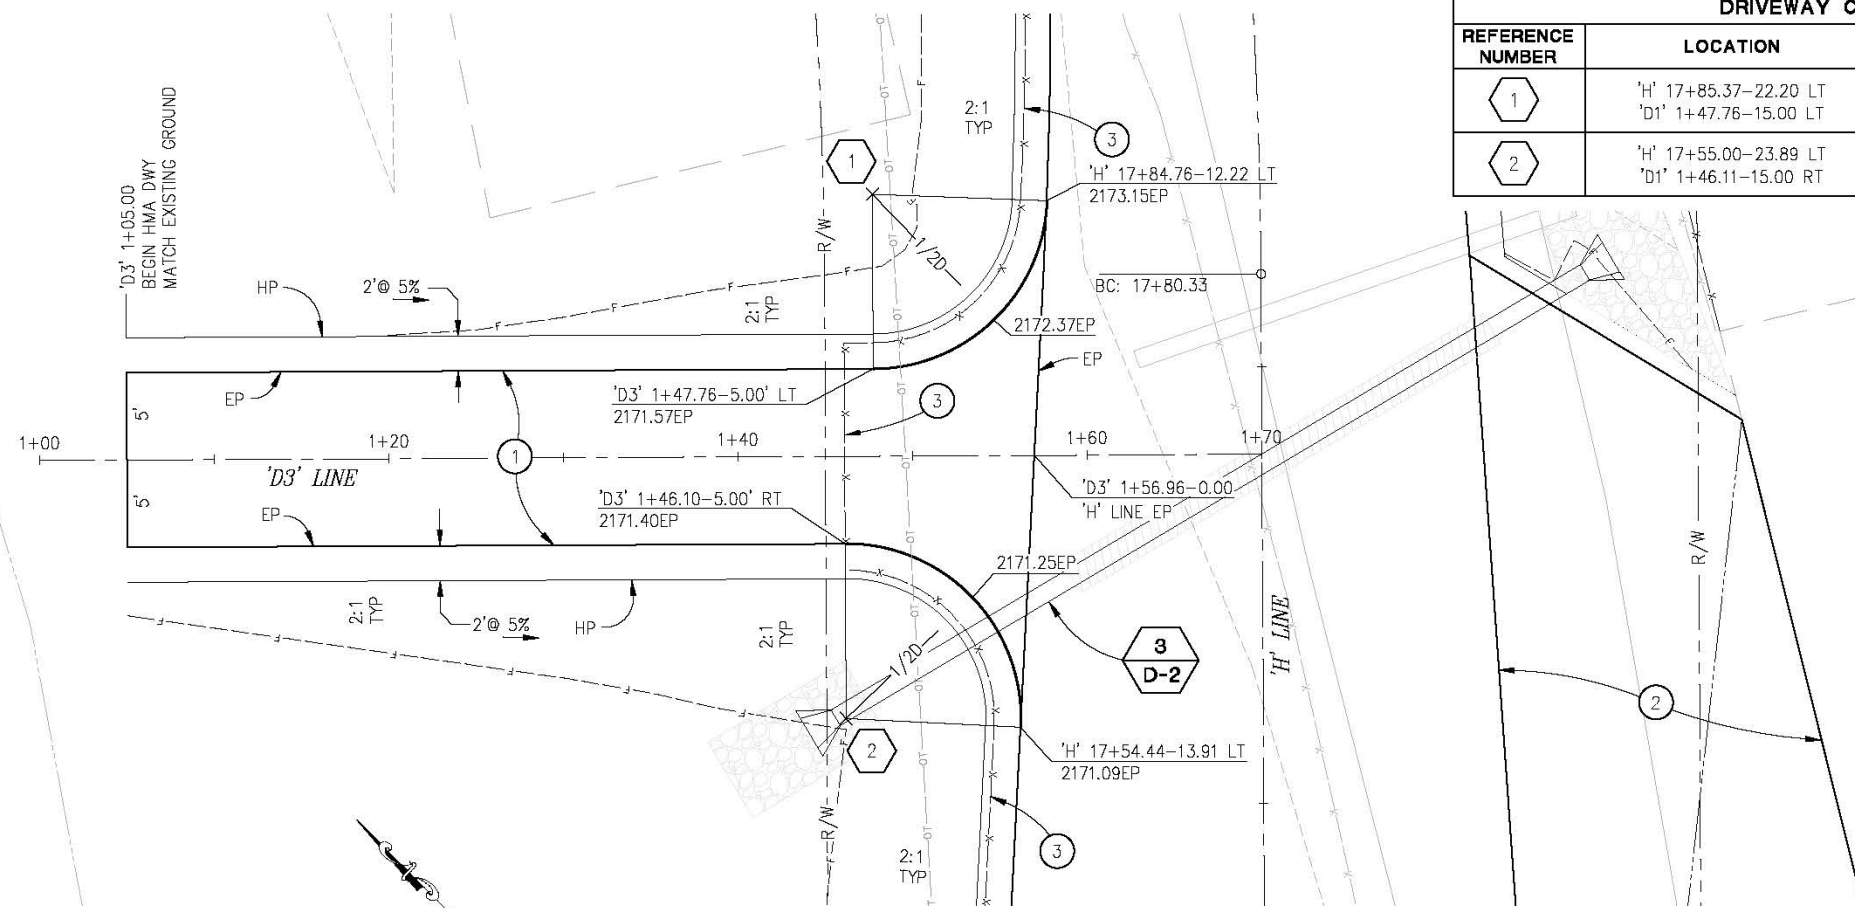 DRIVEWAY C
REFERENCE
NUMBER
LOCATION
1
'H' 17+85.37-22.20 LT
'D1' 1+47.76-15.00 LT
2
'H' 17+55.00-23.89 LT
'D1' 1+46.11-15.00 RT
'D3' 1+05.00
BEGIN HMA DWY
MATCH EXISTING GROUND
2:1
TYP
3
1
'H' 17+84.76-12.22 LT
2173.15EP
R/W
1/2D
BC: 17+80.33
HP
2'@ 5%
2:1
TYP
2172.37EP
EP
EP
'D3' 1+47.76-5.00' LT
2171.57EP
3
5'
1+00
1+20
1+40
1+60
1+70
'D3' LINE
1
5'
'D3' 1+46.10-5.00' RT
2171.40EP
'D3' 1+56.96-0.00
'H' LINE EP
EP
2171.25EP
R/W
2:1
TYP
2'@ 5%
HP
2:1
TYP
1/2D
3
D-2
'H' LINE
2
2
'H' 17+54.44-13.91 LT
2171.09EP
R/W
2:1
TYP
3
X
F
OT